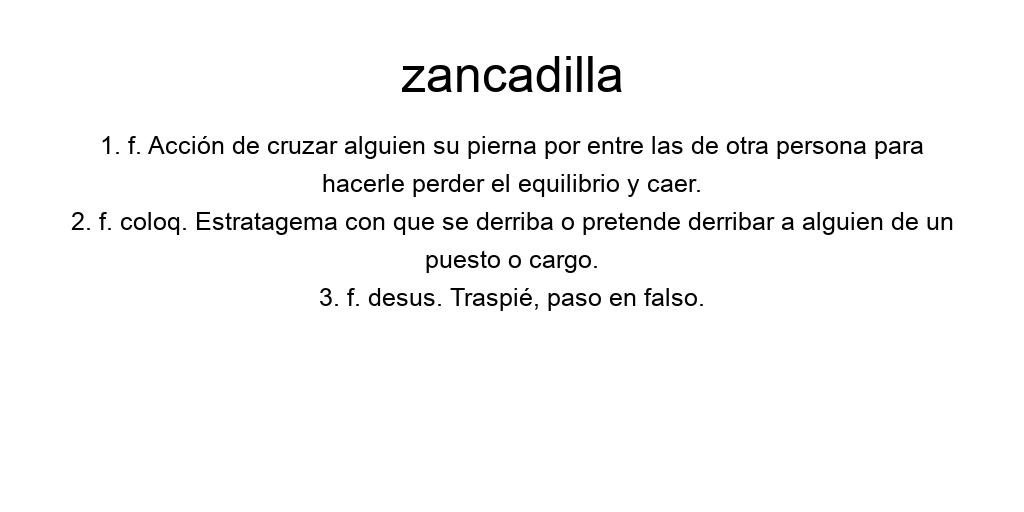 zancadilla
1. f. Acción de cruzar alguien su pierna por entre las de otra persona para
hacerle perder el equilibrio y caer.
2. f. coloq. Estratagema con que se derriba o pretende derribar a alguien de un
puesto o cargo.
3. f. desus. Traspié, paso en falso.